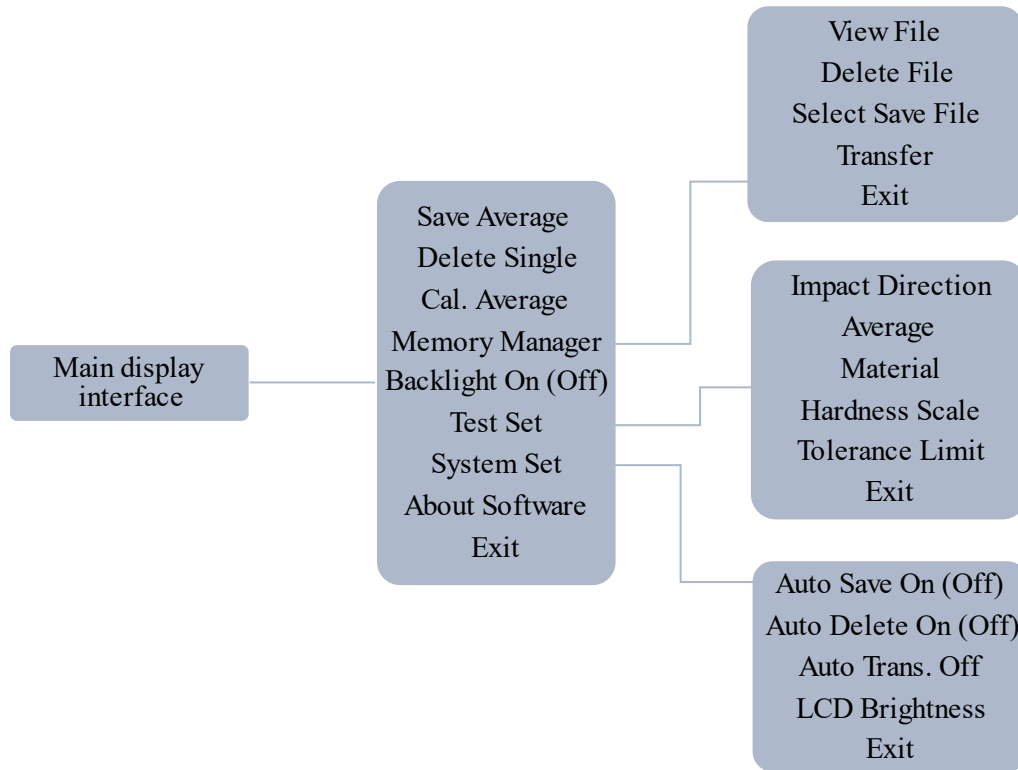 Main display
interface
Save Average
Delete Single
Cal. Average
Memory Manager
Backlight On (Off)
Test Set
System Set
About Software
Exit
View File
Delete File
Select Save File
Transfer
Exit
Impact Direction
Average
Material
Hardness Scale
Tolerance Limit
Exit
Auto Save On (Off)
Auto Delete On (Off)
Auto Trans. Off
LCD Brightness
Exit